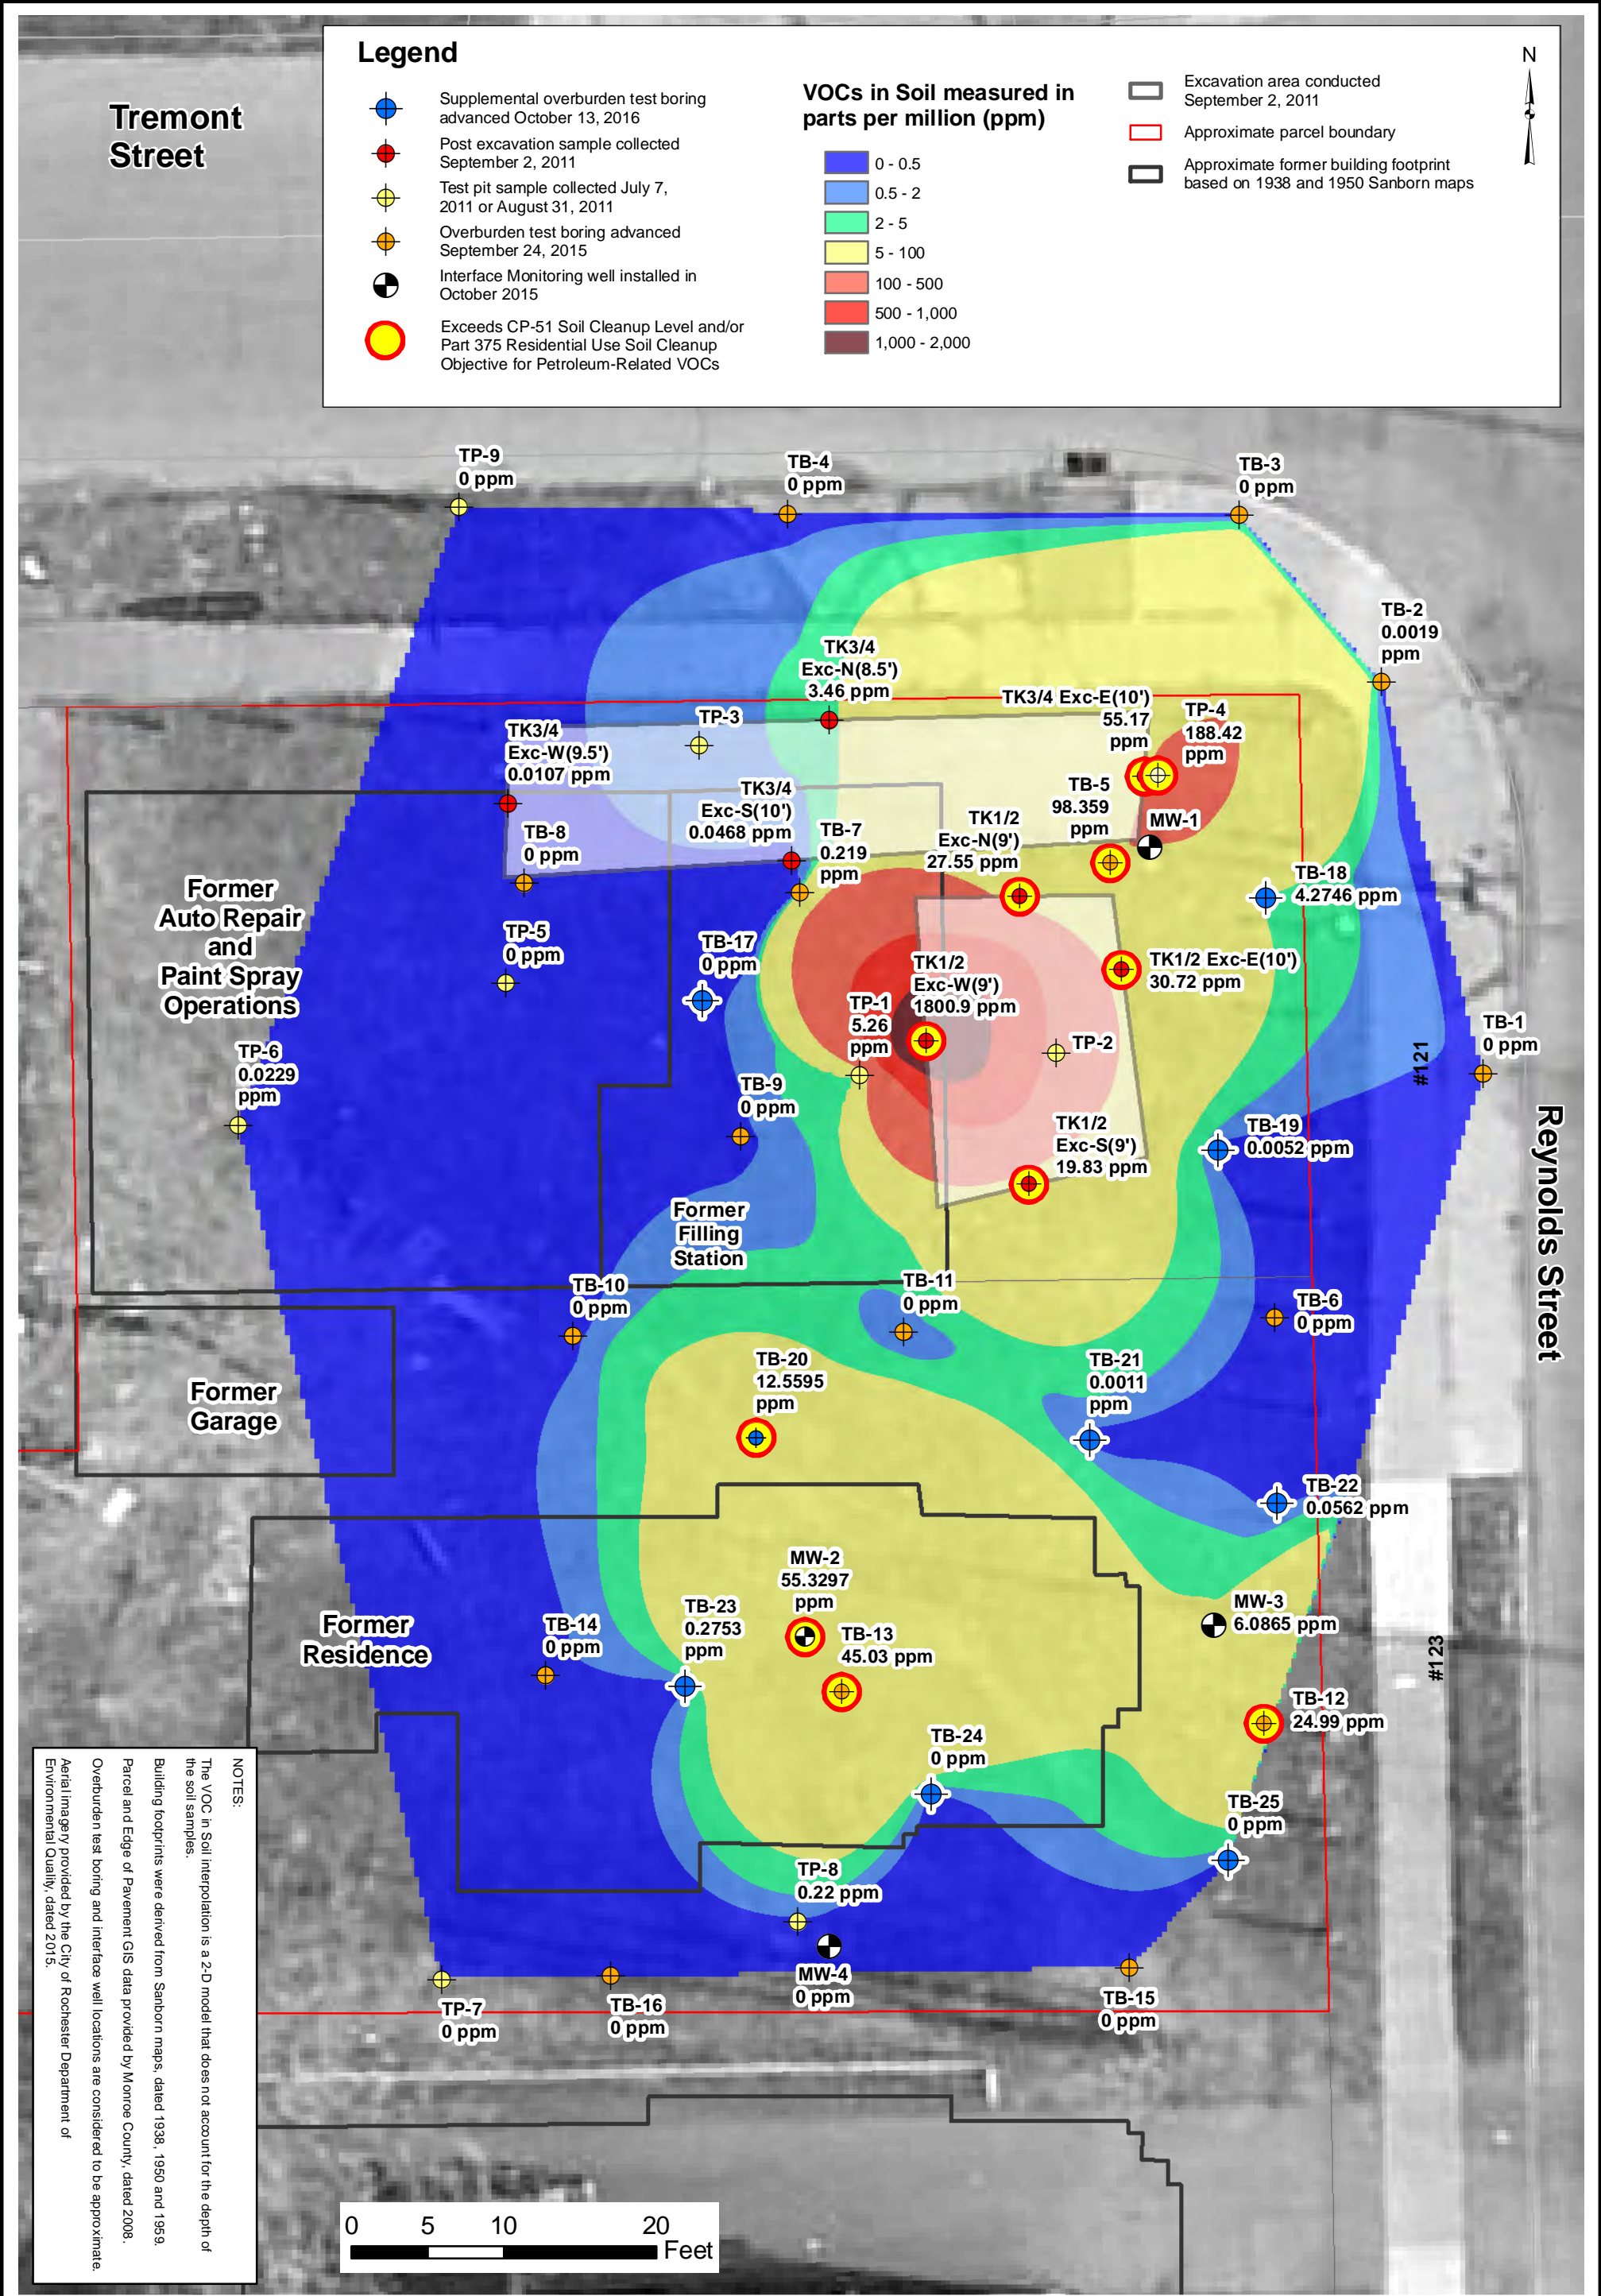 Legend
Supplemental overburden test boring
advanced October 13, 2016
Post excavation sample collected
September 2, 2011
Test pit sample collected July 7,
2011 or August 31, 2011
Overburden test boring advanced
September 24, 2015
Interface Monitoring well installed in
October 2015
Exceeds CP-51 Soil Cleanup Level and/or
Part 375 Residential Use Soil Cleanup
Objective for Petroleum-Related VOCs
VOCs in Soil measured in
parts per million (ppm)
0 - 0.5
0.5 - 2
2 - 5
5 - 100
100 - 500
500 - 1,000
1,000 - 2,000
Excavation area conducted
September 2, 2011
Approximate parcel boundary
Approximate former building footprint
based on 1938 and 1950 Sanborn maps
N
Tremont
Street
TP-9
0 ppm
TB-4
0 ppm
TB-3
0 ppm
TB-2
0.0019
ppm
TK3/4
Exc-N(8.5')
3.46 ppm
TK3/4 Exc-E(10')
55.17
ppm
TP-4
188.42
ppm
TP-3
TK3/4
Exc-W(9.5')
0.0107 ppm
TK3/4
Exc-S(10')
0.0468 ppm
TB-5
98.359
ppm
MW-1
TB-8
0 ppm
TB-7
0.219
ppm
TK1/2
Exc-N(9')
27.55 ppm
TB-18
4.2746 ppm
Former
Auto Repair
and
Paint Spray
Operations
TP-5
0 ppm
TB-17
0 ppm
TK1/2
Exc-W(9')
1800.9 ppm
TK1/2 Exc-E(10')
30.72 ppm
TP-1
5.26
ppm
TP-2
TB-1
0 ppm
#121
TP-6
0.0229
ppm
TB-9
0 ppm
TK1/2
Exc-S(9')
19.83 ppm
TB-19
0.0052 ppm
Reynolds Street
Former
Filling
Station
TB-10
0 ppm
TB-11
0 ppm
TB-6
0 ppm
Former
Garage
TB-20
12.5595
ppm
TB-21
0.0011
ppm
TB-22
0.0562 ppm
MW-2
55.3297
ppm
MW-3
6.0865 ppm
Former
Residence
TB-14
0 ppm
TB-23
0.2753
ppm
TB-13
45.03 ppm
#123
TB-12
24.99 ppm
TB-24
0 ppm
TB-25
0 ppm
TP-8
0.22 ppm
MW-4
0 ppm
TP-7
0 ppm
TB-16
0 ppm
TB-15
0 ppm
NOTES:
The VOC in Soil interpolation is a 2-D model that does not account for the depth of
the soil samples.
Building footprints were derived from Sanborn maps, dated 1938, 1950 and 1959.
Parcel and Edge of Pavement GIS data provided by Monroe County, dated 2008.
Overburden test boring and interface well locations are considered to be approximate.
Aerial imagery provided by the City of Rochester Department of
Environmental Quality, dated 2015.
0 5 10 20
Feet